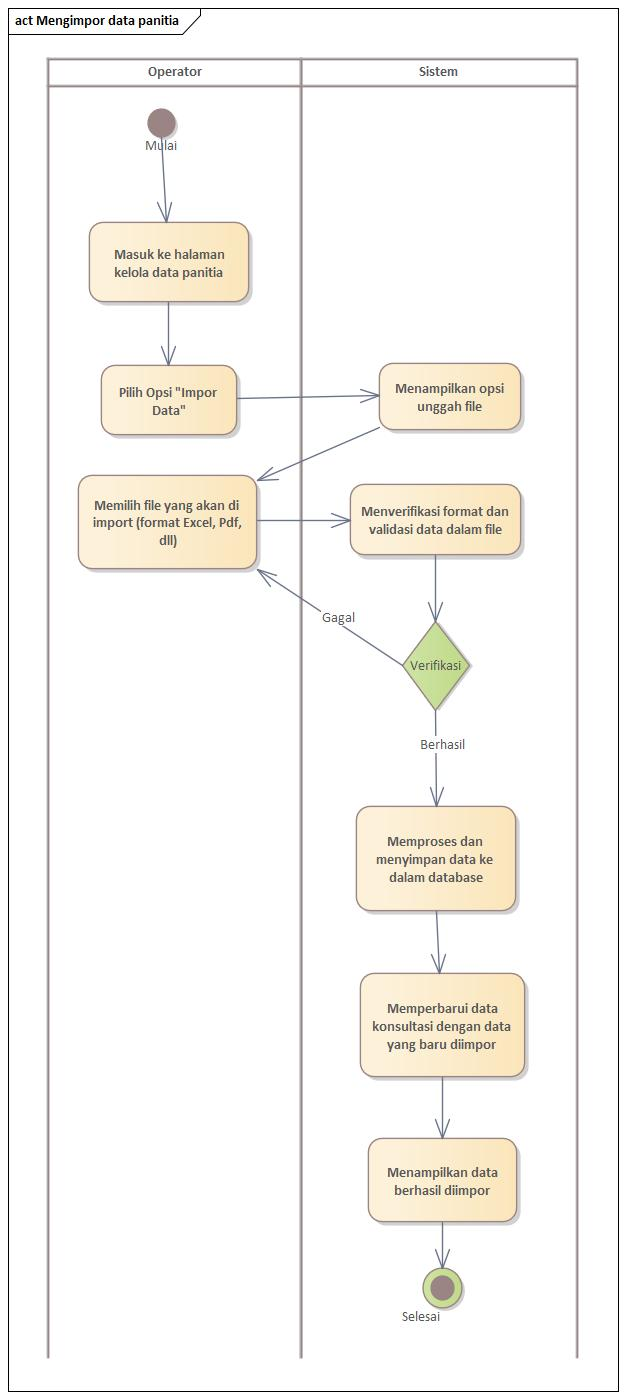 act Mengimpor data panitia
Operator
Sistem
Mulai
Masuk ke halaman
kelola data panitia
Pilih Opsi "Impor
Data"
Menampilkan opsi
unggah file
Memilih file yang akan di
import (format Excel, Pdf,
dll)
Menverifikasi format dan
validasi data dalam file
Gagal
Verifikasi
Berhasil
Memproses dan
menyimpan data ke
dalam database
Memperbarui data
konsultasi dengan data
yang baru diimpor
Menampilkan data
berhasil diimpor
Selesai